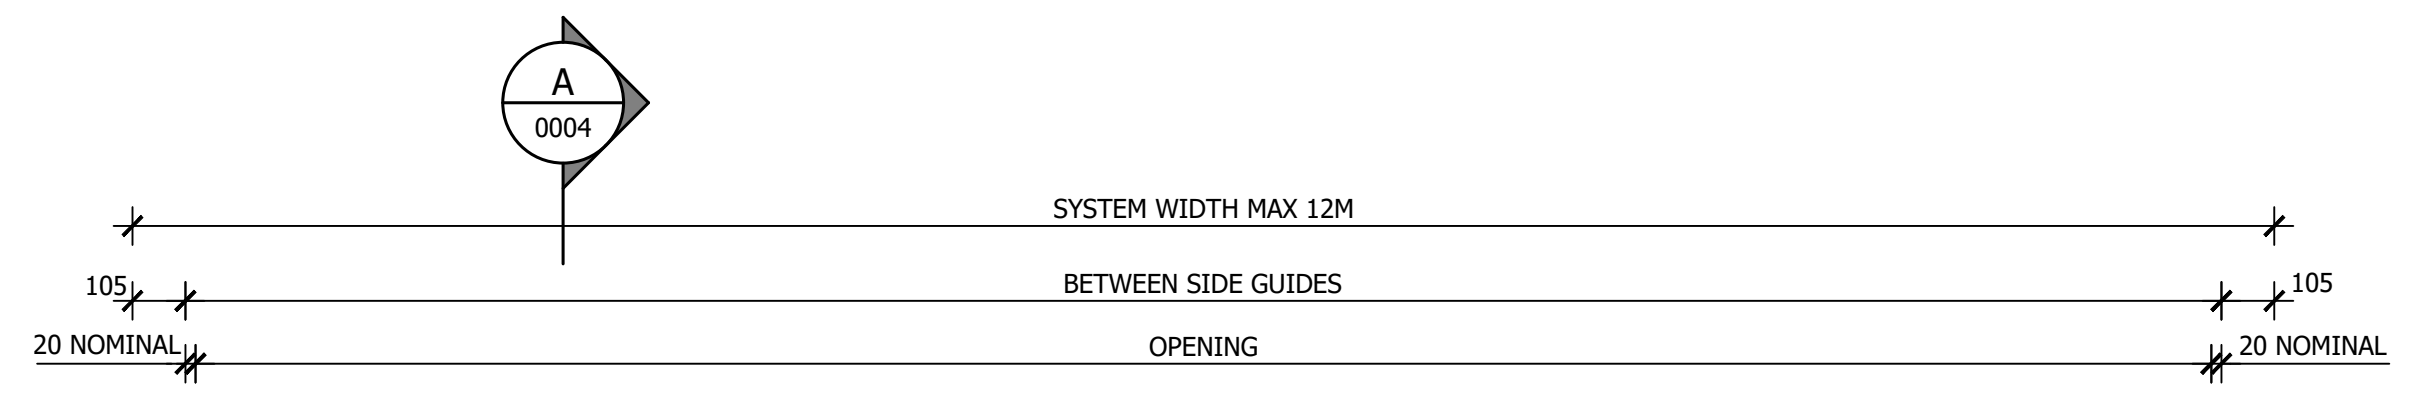 A
0004
SYSTEM WIDTH MAX 12M
105 BETWEEN SIDE GUIDES 105
20 NOMINAL OPENING 20 NOMINAL